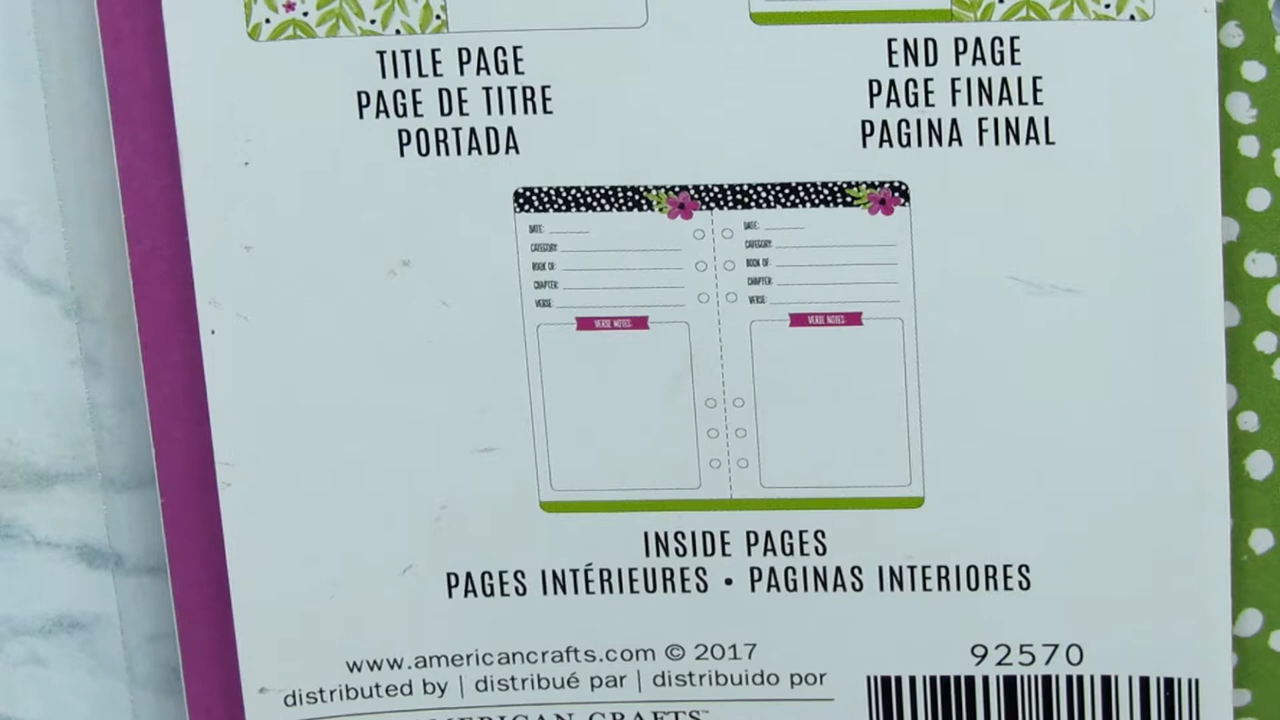 TITLE PAGE
PAGE DE TITRE
PORTADA
END PAGE
PAGE FINALE
PAGINA FINAL
DATE:
CATEGORY:
BOOK OF:
CHAPTER:
VERSE:
VERSE NOTES:
DATE:
CATEGORY:
BOOK OF:
CHAPTER:
VERSE:
VERSE NOTES:
INSIDE PAGES
PAGES INTÉRIEURES • PAGINAS INTERIORES
www.americancrafts.com © 2017
distributed by | distribué par | distribuido por
AMERICAN CRAFTS™
92570